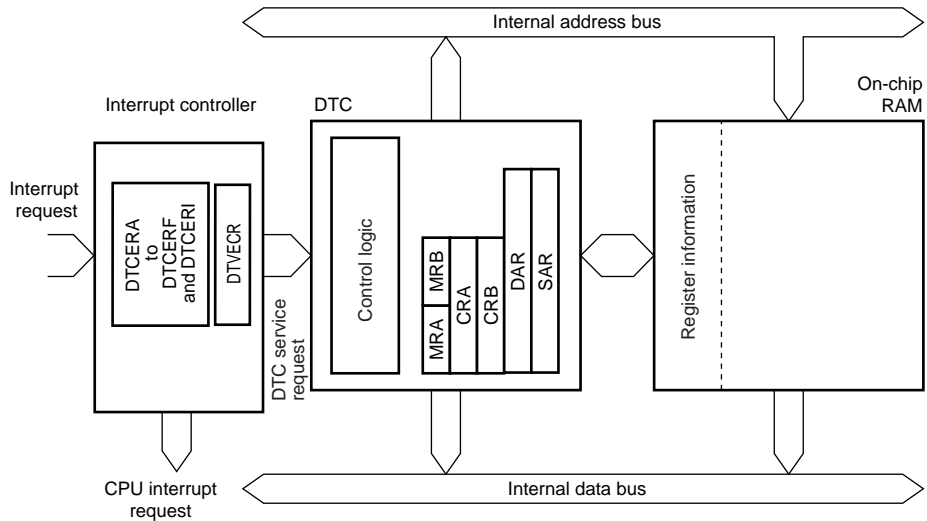 Internal address bus
Interrupt controller
DTC
On-chip
RAM
Interrupt
request
DTCERA
to
DTCERF
and DTCERI
DTVECR
DTC service
request
Control logic
MRA
MRB
CRA
CRB
DAR
SAR
Register information
CPU interrupt
request
Internal data bus